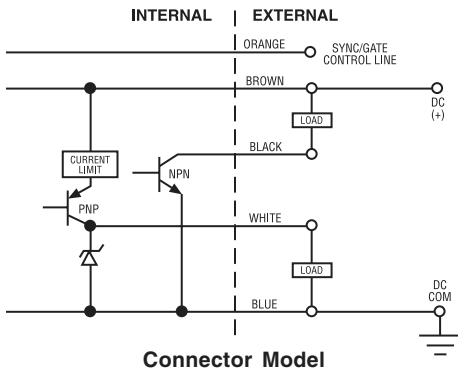 INTERNAL
EXTERNAL
ORANGE
SYNC/GATE
CONTROL LINE
BROWN
DC
(+)
LOAD
BLACK
CURRENT
LIMIT
NPN
PNP
WHITE
LOAD
BLUE
DC
COM
Connector Model